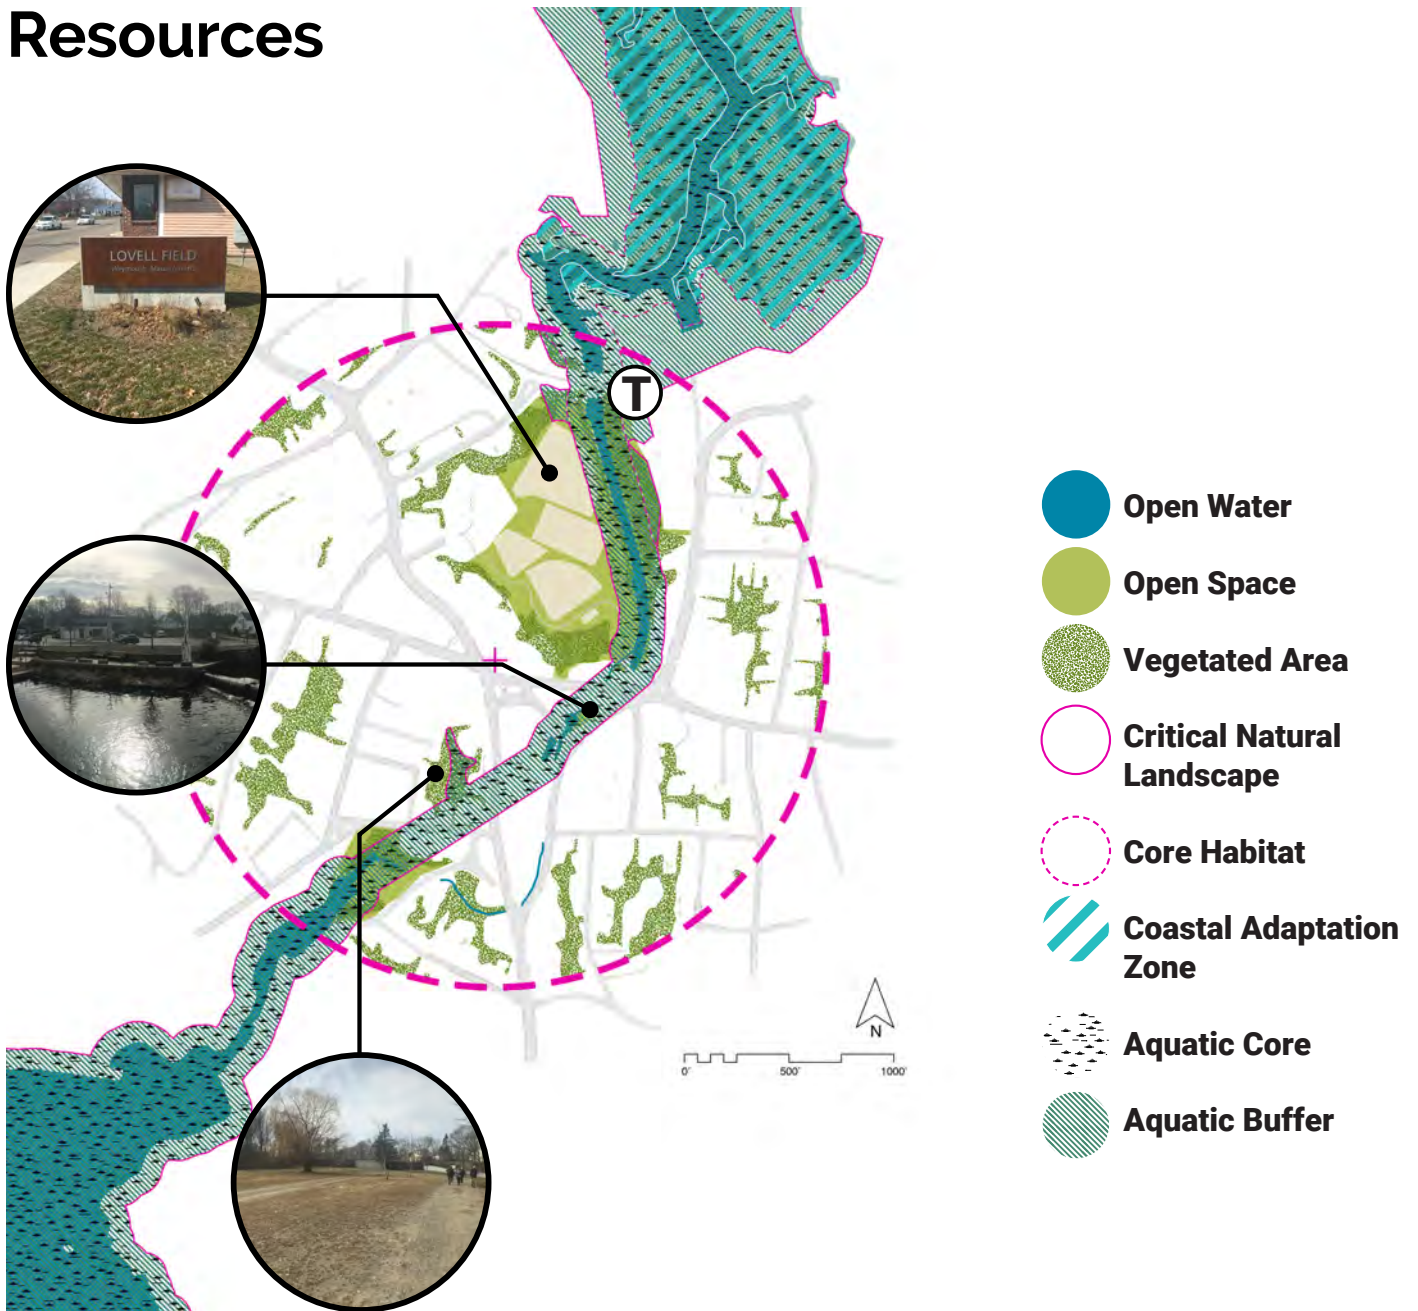 Resources
LOVELL FIELD
T
Open Water
Open Space
Vegetated Area
Critical Natural
Landscape
Core Habitat
Coastal Adaptation
Zone
Aquatic Core
Aquatic Buffer
N
0'
500'
1000'